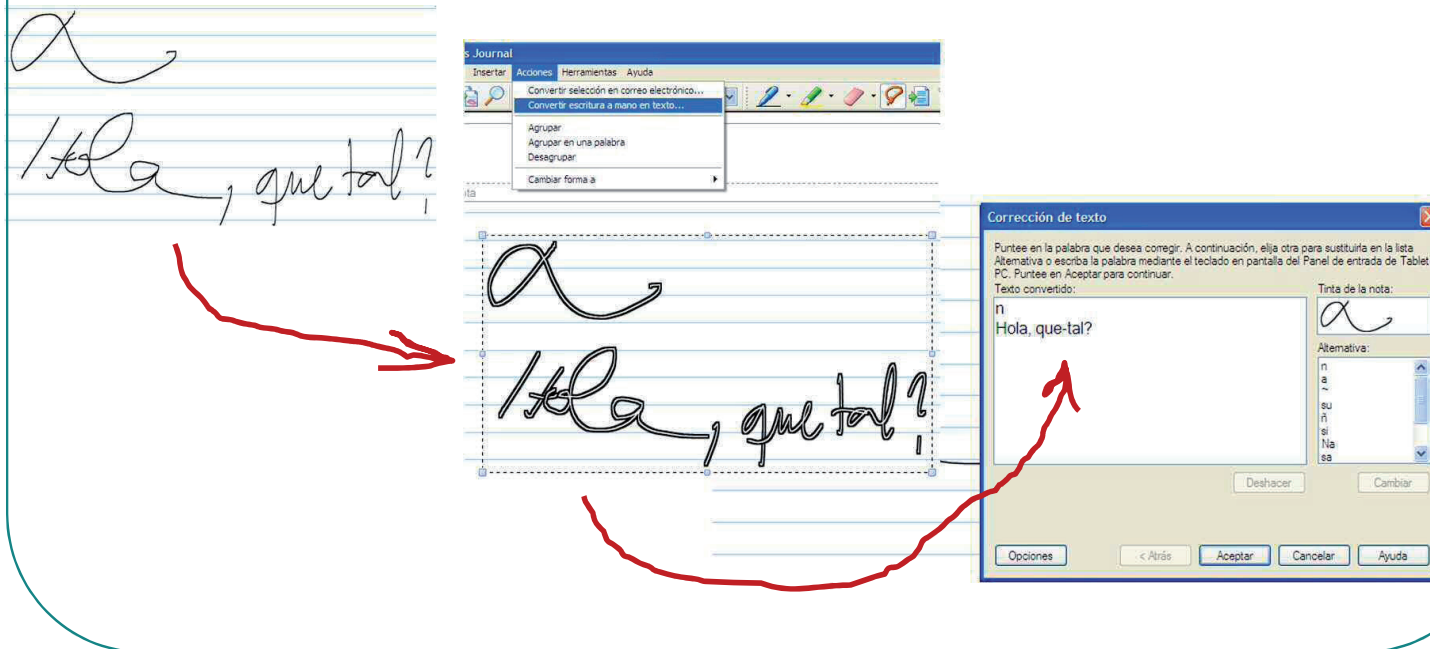 a
Hola, que tal?
s Journal
Insertar Acciones Herramientas Ayuda
Convertir selección en correo electrónico...
Convertir escritura a mano en texto...
Agrupar
Agrupar en una palabra
Desagrupar
Cambiar forma a
ta
a
Hola, que tal?
Corrección de texto
Puntee en la palabra que desea corregir. A continuación, elija otra para sustituirla en la lista
Alternativa o escriba la palabra mediante el teclado en pantalla del Panel de entrada de Tablet
PC. Puntee en Aceptar para continuar.
Texto convertido: Tinta de la nota:
n
Hola, que-tal?
a
Alternativa:
n
a
~
su
ñ
si
Na
sa
Deshacer Cambiar
Opciones < Atrás Aceptar Cancelar Ayuda